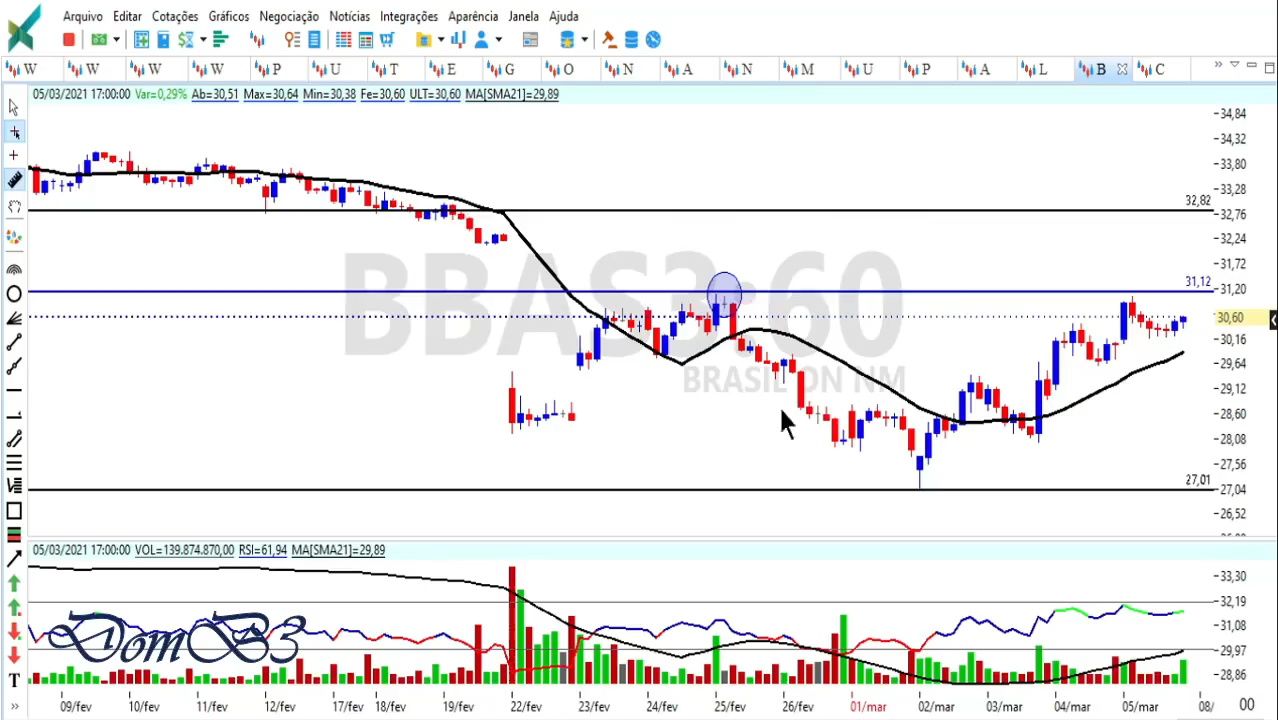 Arquivo Editar Cotações Gráficos Negociação Notícias Integrações Aparência Janela Ajuda
W W W W P U T E G O N A N M U P A L B C
05/03/2021 17:00:00 Var=0,29% Ab=30,51 Max=30,64 Min=30,38 Fe=30,60 ULT=30,60 MA[SMA21]=29,89
34,84
34,32
33,80
33,28
32,82
32,76
32,24
31,72
31,12
31,20
30,60
30,16
29,64
29,12
28,60
28,08
27,56
27,01
27,04
26,52
BBAS3:60
BRASIL ON NM
05/03/2021 17:00:00 VOL=139.874.870,00 RSI=61,94 MA[SMA21]=29,89
33,30
32,19
31,08
29,97
28,86
DomB3
T
09/fev 10/fev 11/fev 12/fev 17/fev 18/fev 19/fev 22/fev 23/fev 24/fev 25/fev 26/fev 01/mar 02/mar 03/mar 04/mar 05/mar 08/ 00